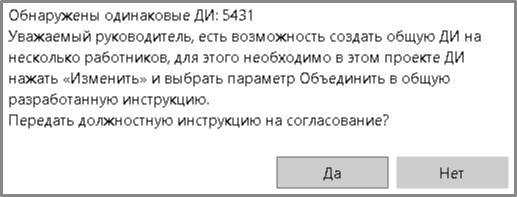 Обнаружены одинаковые ДИ: 5431
Уважаемый руководитель, есть возможность создать общую ДИ на
несколько работников, для этого необходимо в этом проекте ДИ
нажать «Изменить» и выбрать параметр Объединить в общую
разработанную инструкцию.
Передать должностную инструкцию на согласование?
Да Нет